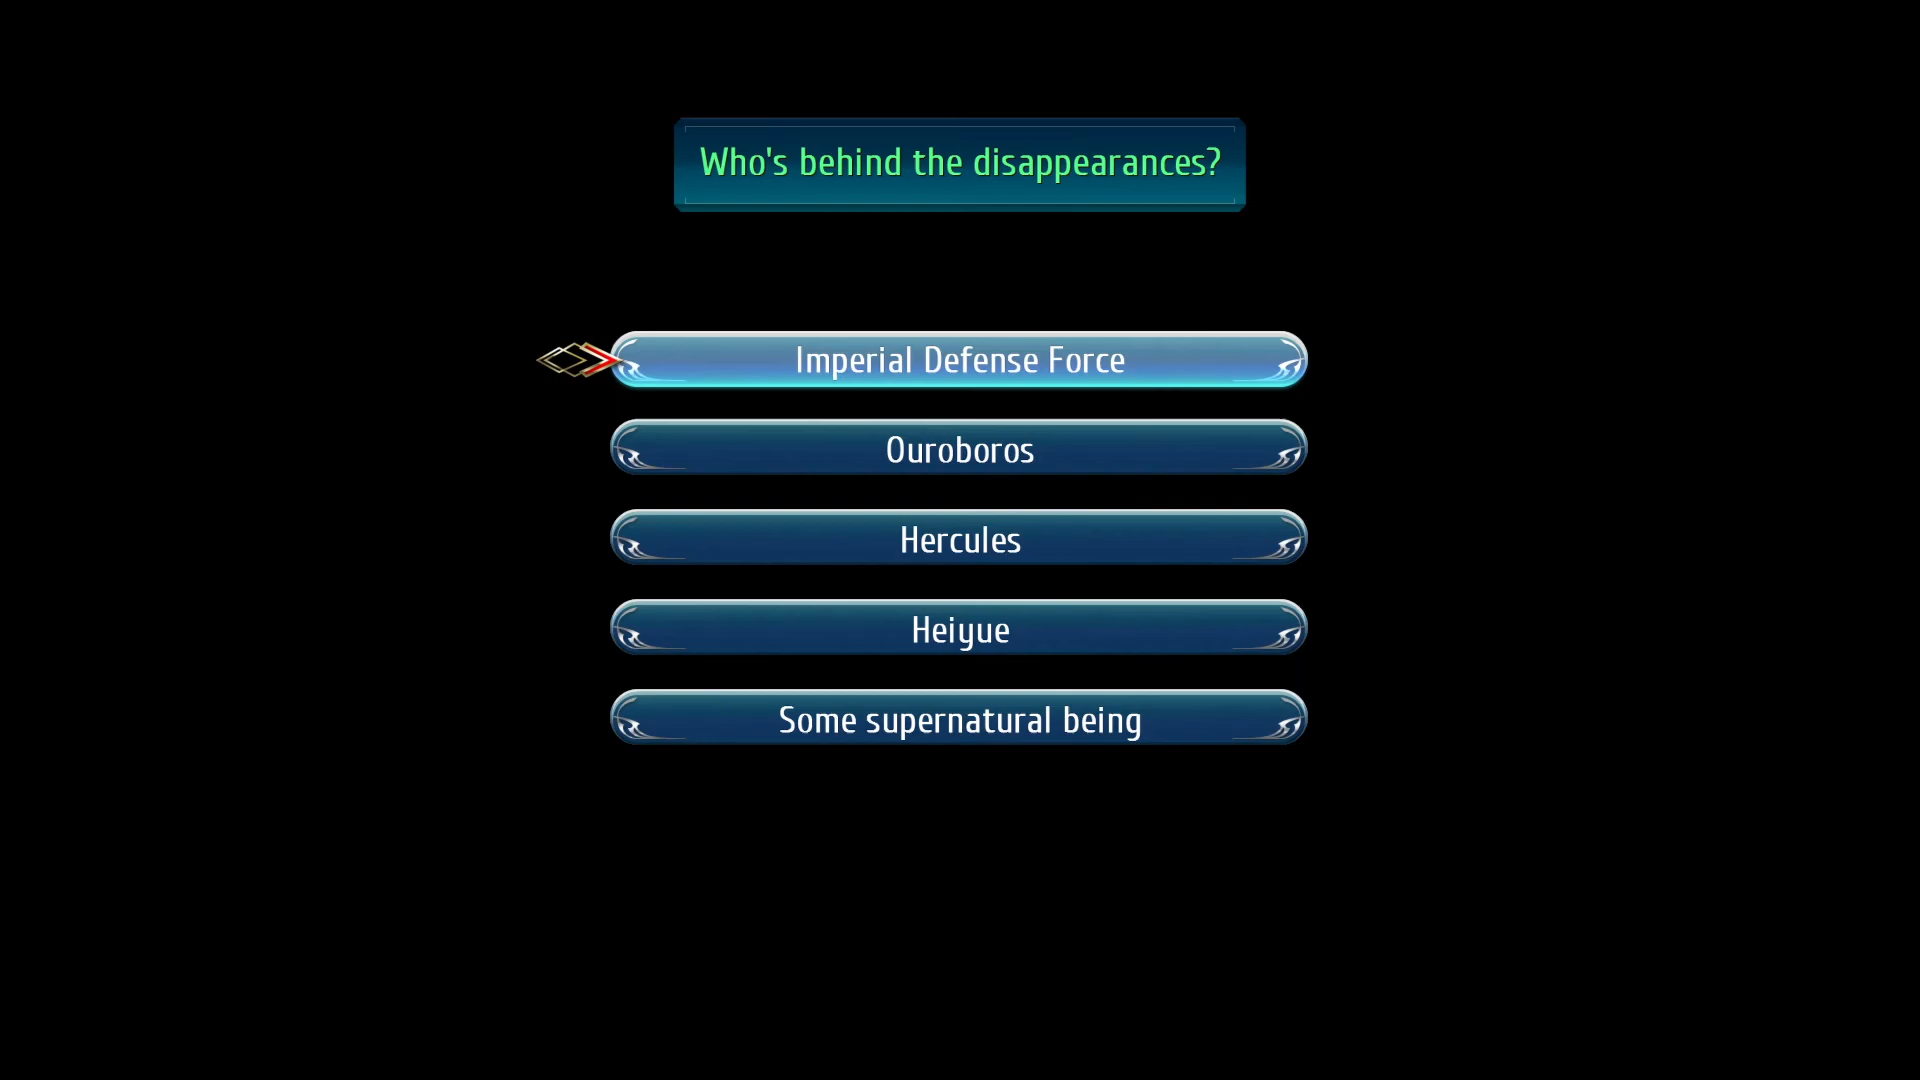 Who's behind the disappearances?
Imperial Defense Force
Ouroboros
Hercules
Heiyue
Some supernatural being